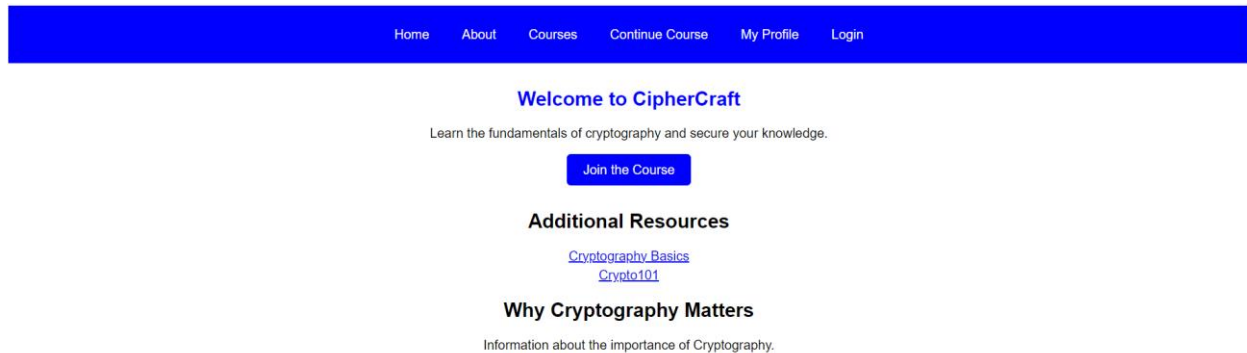 Home About Courses Continue Course My Profile Login
Welcome to CipherCraft
Learn the fundamentals of cryptography and secure your knowledge.
Join the Course
Additional Resources
Cryptography Basics
Crypto101
Why Cryptography Matters
Information about the importance of Cryptography.